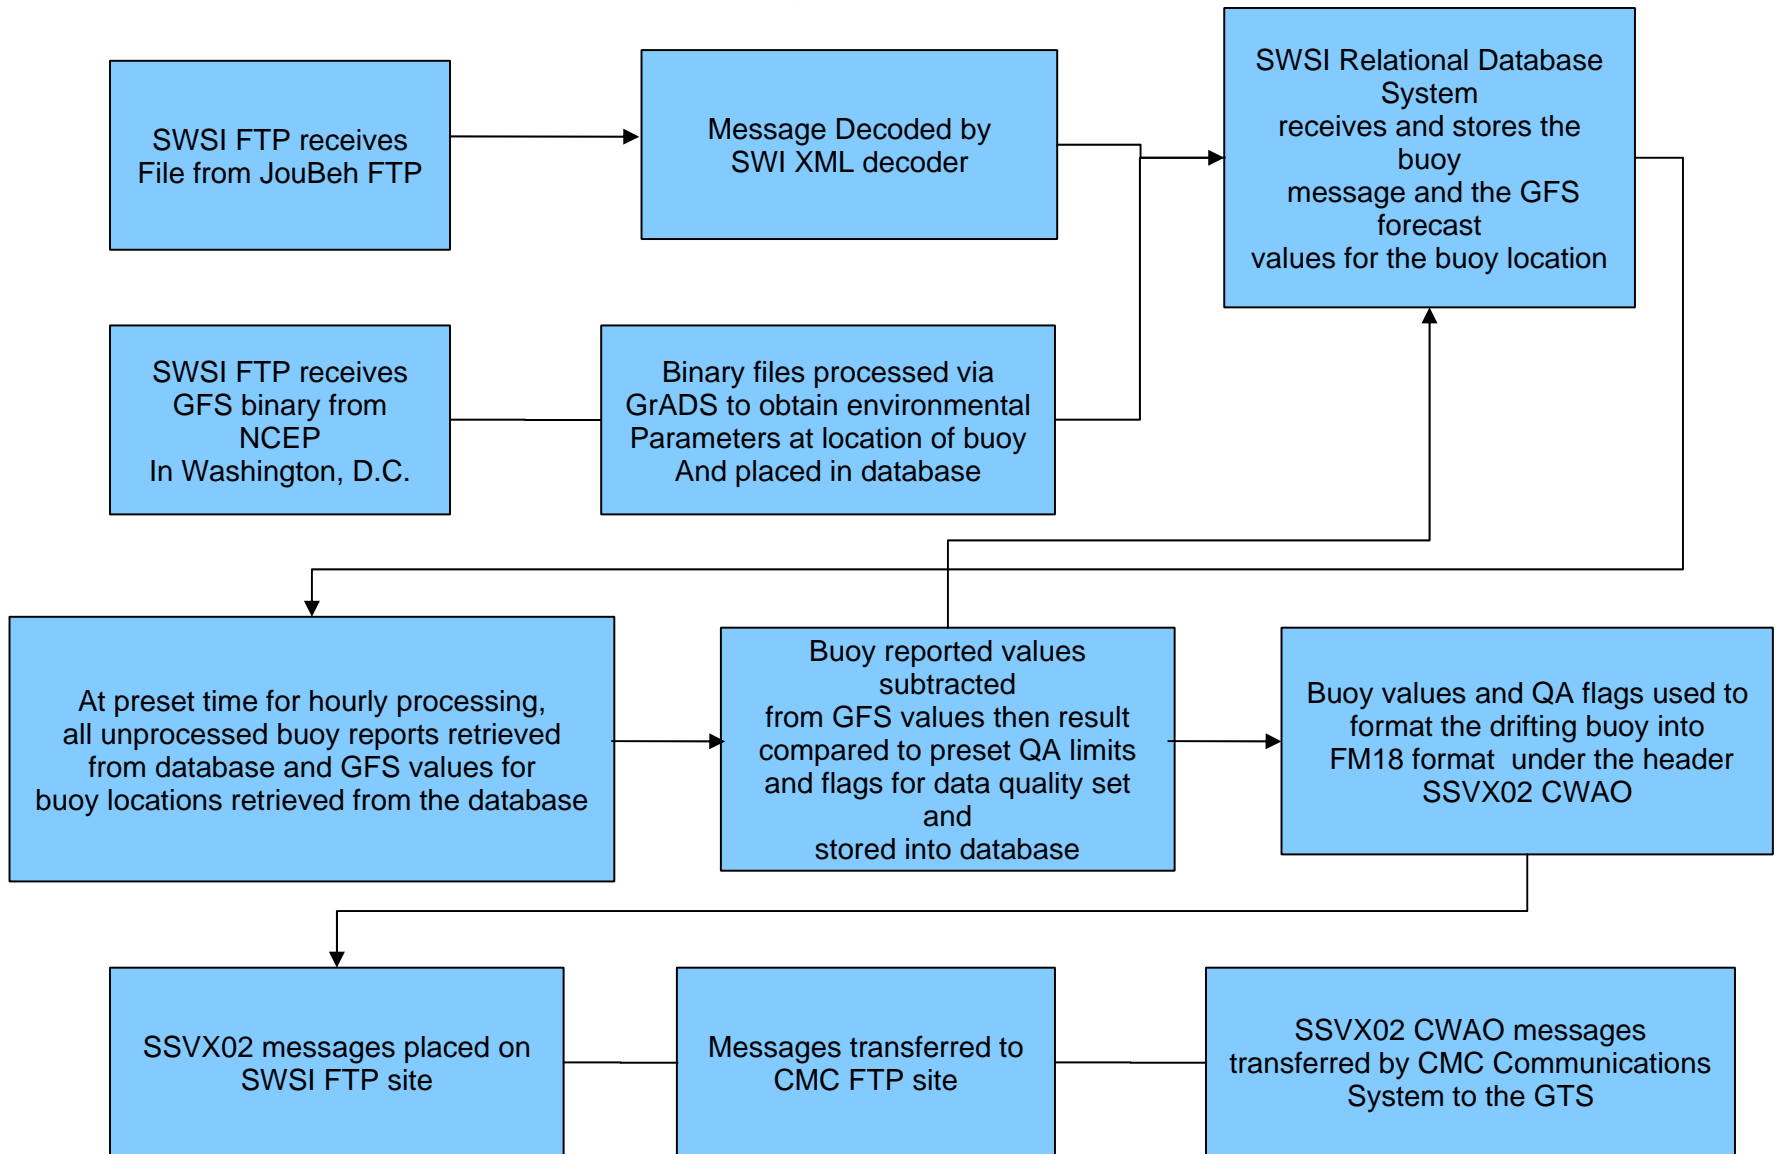 SWSI FTP receives
File from JouBeh FTP
Message Decoded by
SWI XML decoder
SWSI Relational Database
System
receives and stores the
buoy
message and the GFS
forecast
values for the buoy location
SWSI FTP receives
GFS binary from
NCEP
In Washington, D.C.
Binary files processed via
GrADS to obtain environmental
Parameters at location of buoy
And placed in database
At preset time for hourly processing,
all unprocessed buoy reports retrieved
from database and GFS values for
buoy locations retrieved from the database
Buoy reported values
subtracted
from GFS values then result
compared to preset QA limits
and flags for data quality set
and
stored into database
Buoy values and QA flags used to
format the drifting buoy into
FM18 format  under the header
SSVX02 CWAO
SSVX02 messages placed on
SWSI FTP site
Messages transferred to
CMC FTP site
SSVX02 CWAO messages
transferred by CMC Communications
System to the GTS